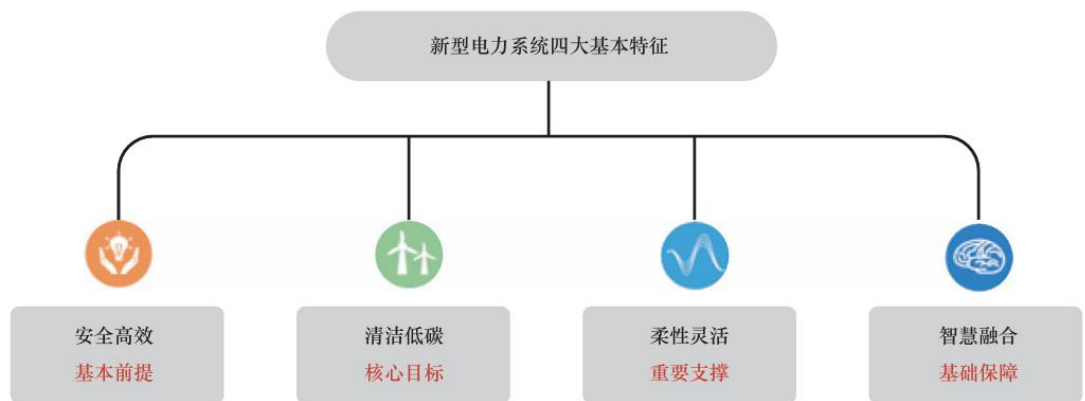 新型电力系统四大基本特征
安全高效
基本前提
清洁低碳
核心目标
柔性灵活
重要支撑
智慧融合
基础保障